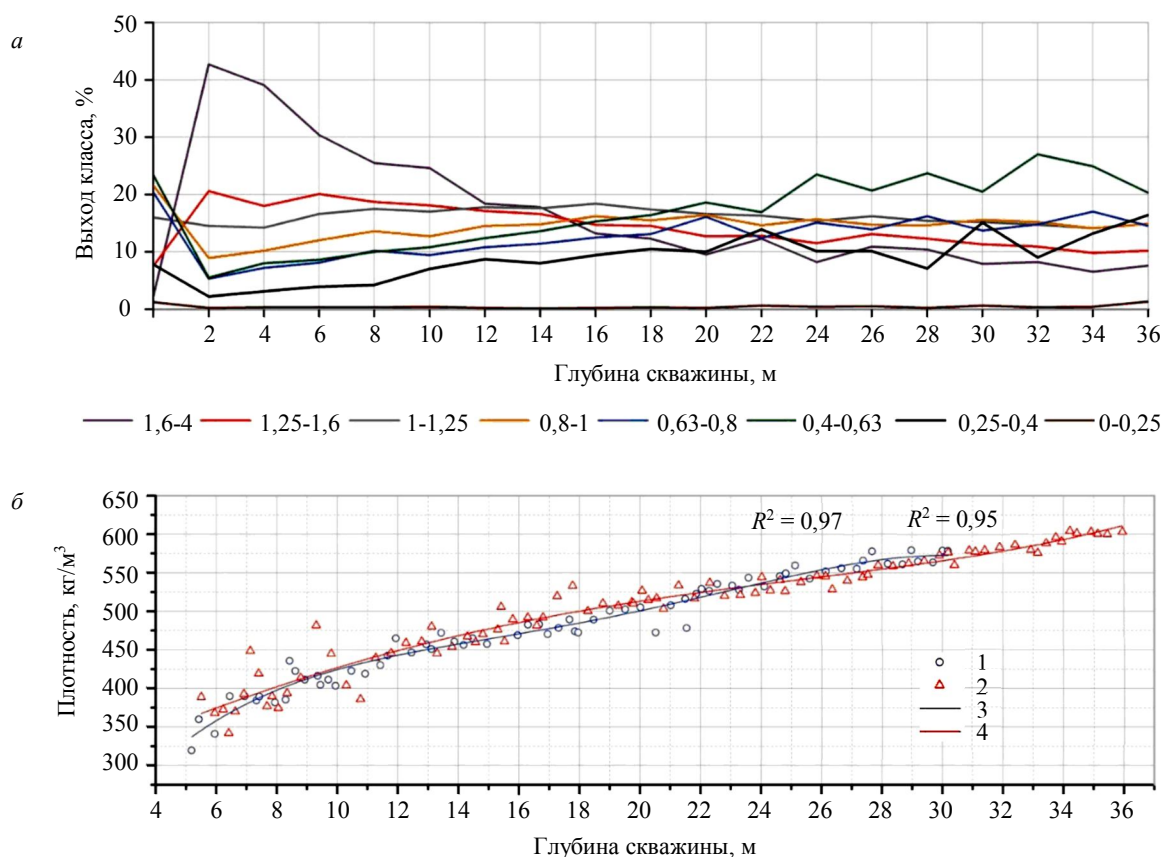 а
50
40
30
20
10
0
Выход класса, %
2 4 6 8 10 12 14 16 18 20 22 24 26 28 30 32 34 36
Глубина скважины, м
1,6-4 1,25-1,6 1-1,25 0,8-1 0,63-0,8 0,4-0,63 0,25-0,4 0-0,25
б
650
600
550
500
450
400
350
300
Плотность, кг/м³
R² = 0,97 R² = 0,95
1
2
3
4
4 6 8 10 12 14 16 18 20 22 24 26 28 30 32 34 36
Глубина скважины, м